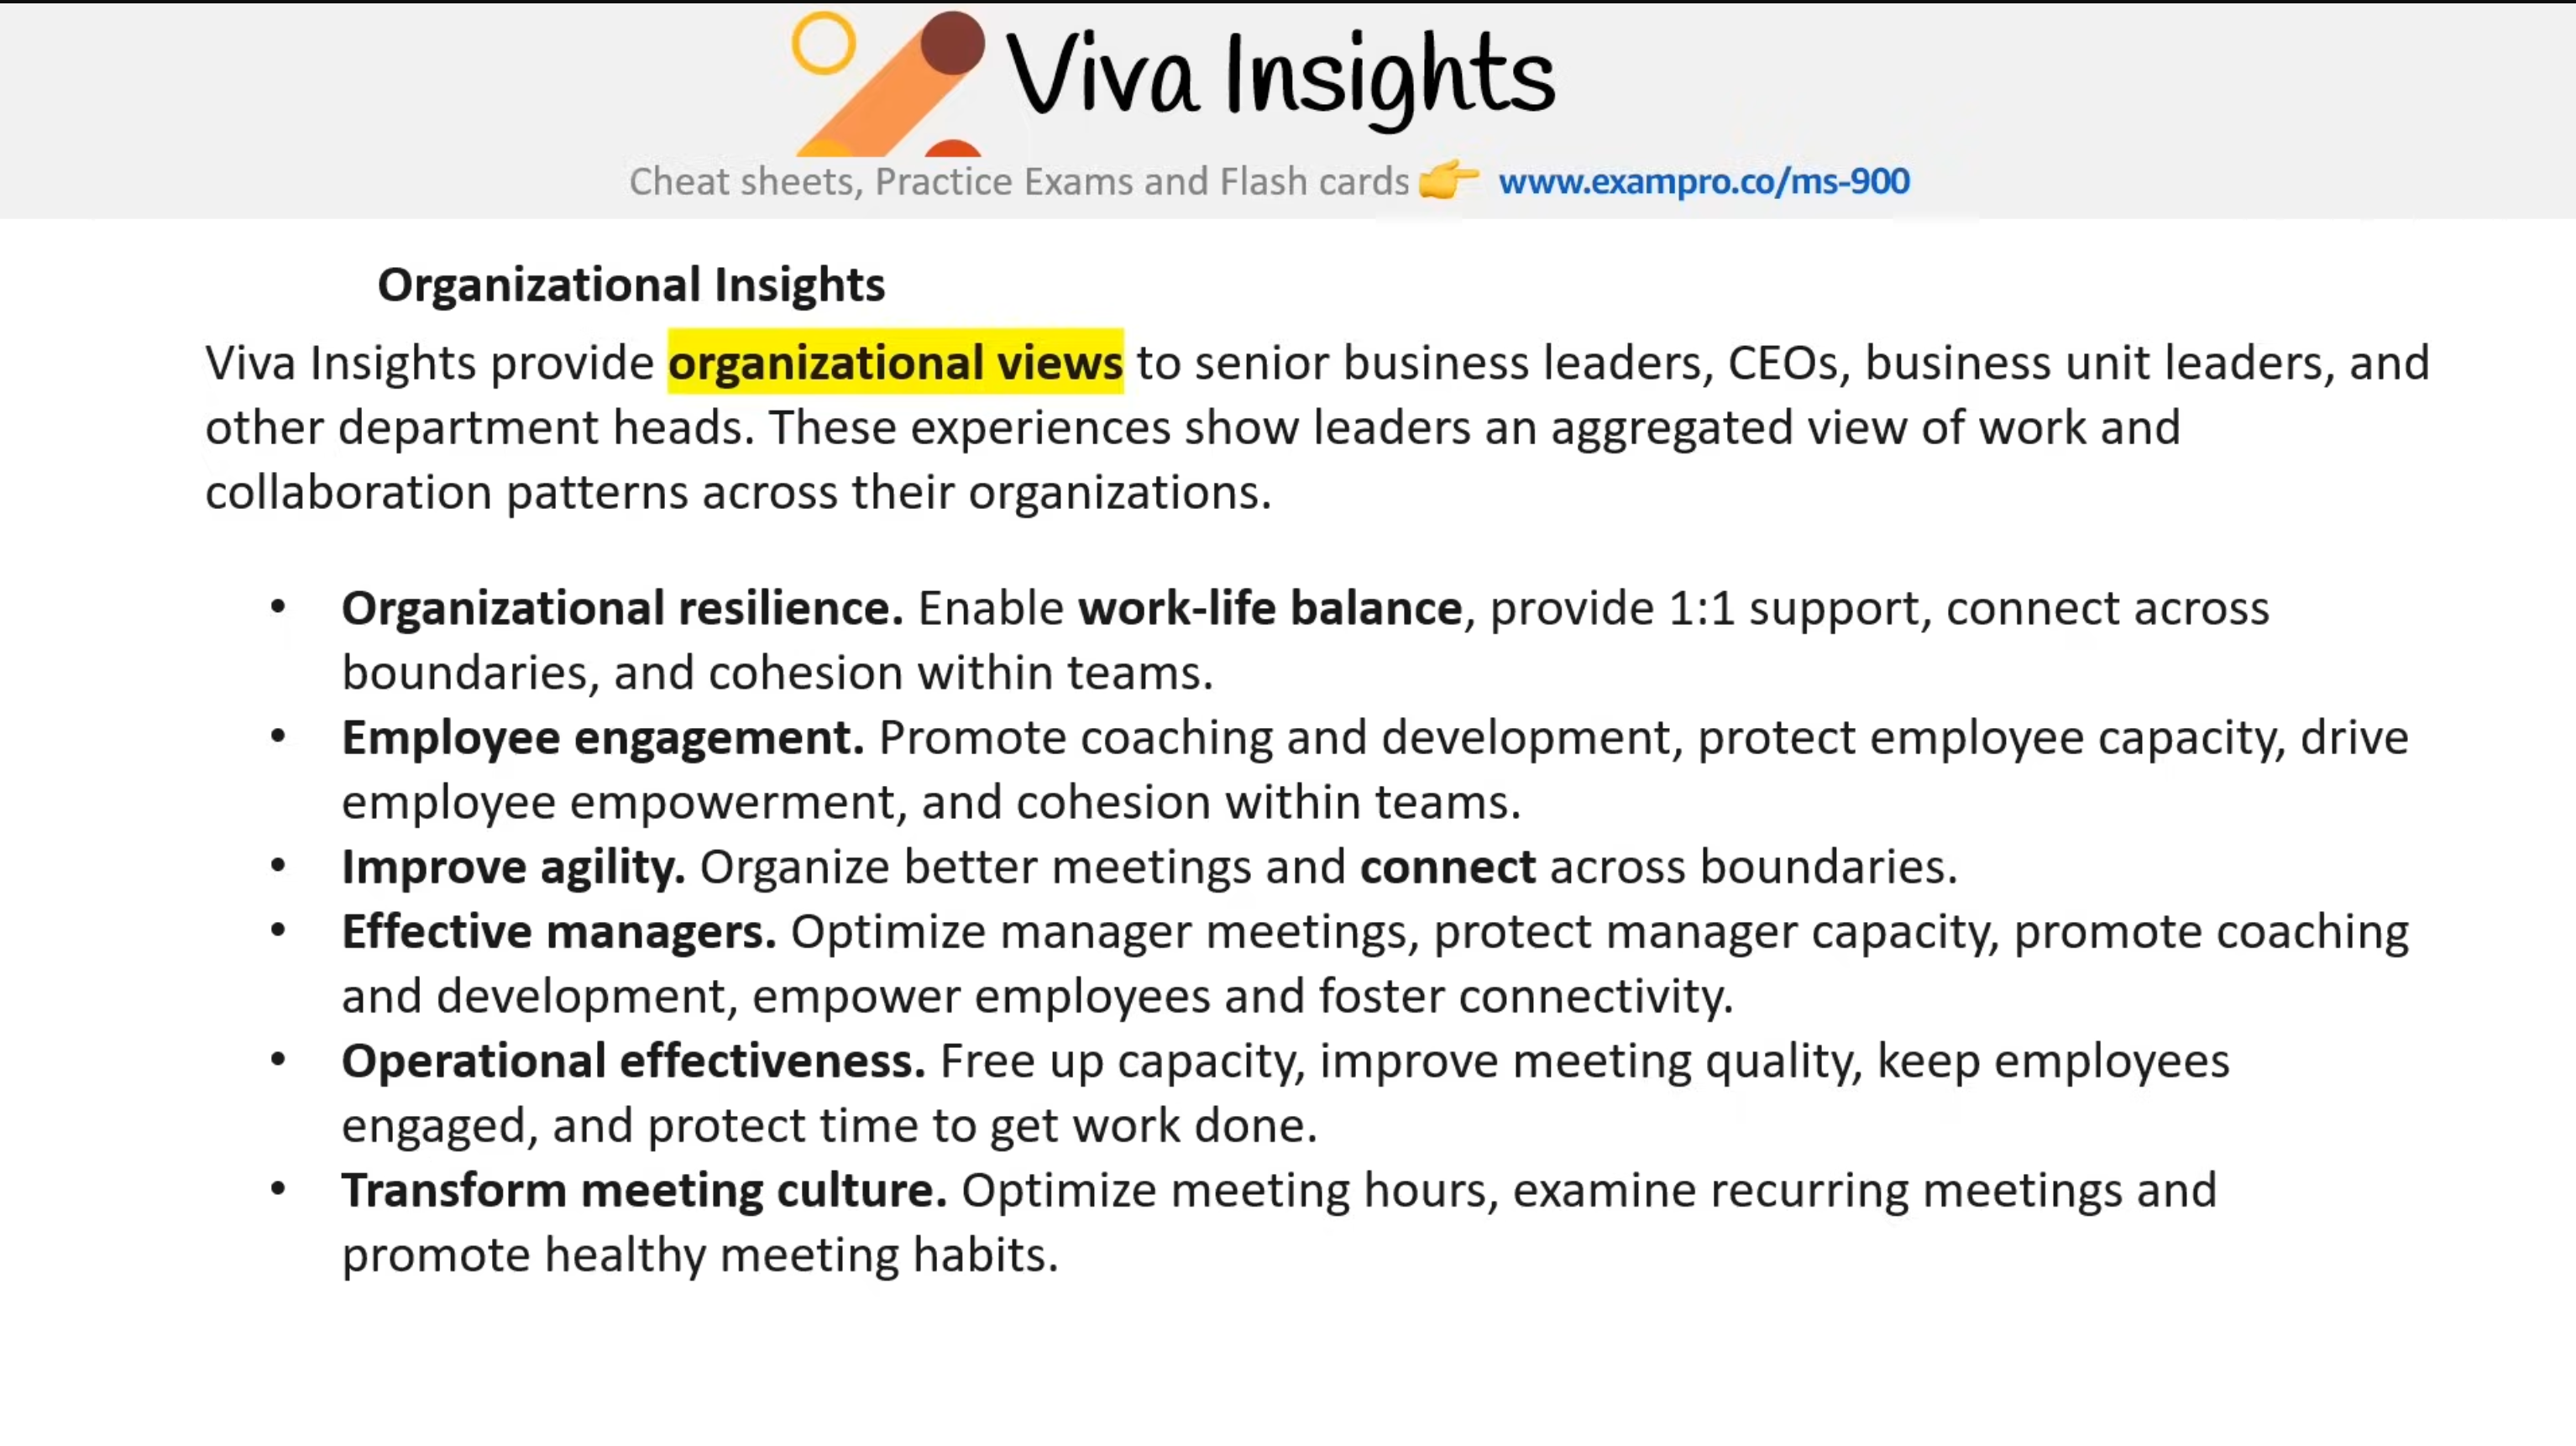 Viva Insights
Cheat sheets, Practice Exams and Flash cards 👉 www.exampro.co/ms-900
Organizational Insights
Viva Insights provide organizational views to senior business leaders, CEOs, business unit leaders, and
other department heads. These experiences show leaders an aggregated view of work and
collaboration patterns across their organizations.
• Organizational resilience. Enable work-life balance, provide 1:1 support, connect across
boundaries, and cohesion within teams.
• Employee engagement. Promote coaching and development, protect employee capacity, drive
employee empowerment, and cohesion within teams.
• Improve agility. Organize better meetings and connect across boundaries.
• Effective managers. Optimize manager meetings, protect manager capacity, promote coaching
and development, empower employees and foster connectivity.
• Operational effectiveness. Free up capacity, improve meeting quality, keep employees
engaged, and protect time to get work done.
• Transform meeting culture. Optimize meeting hours, examine recurring meetings and
promote healthy meeting habits.